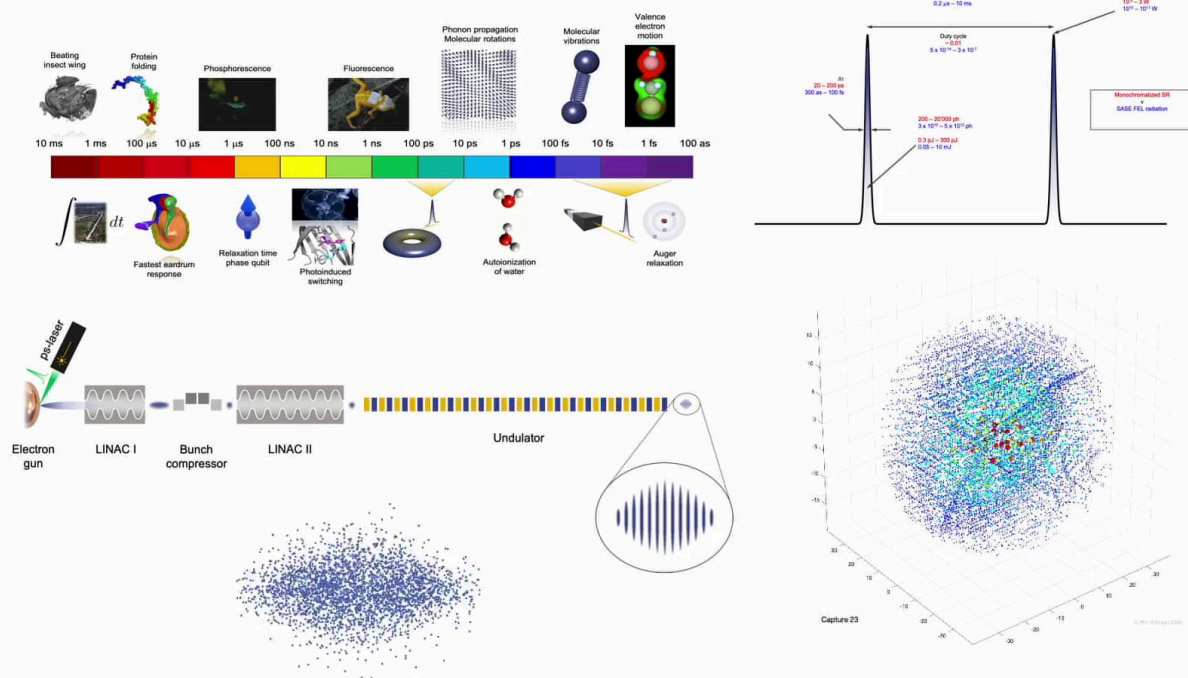 Beating
insect wing
Protein
folding
Phosphorescence
Fluorescence
Phonon propagation
Molecular rotations
Molecular
vibrations
Valence
electron
motion
10 ms 1 ms 100 μs 10 μs 1 μs 100 ns 10 ns 1 ns 100 ps 10 ps 1 ps 100 fs 10 fs 1 fs 100 as
∫ dt
Fastest eardrum
response
Relaxation time
phase qubit
Photoinduced
switching
Autoionization
of water
Auger
relaxation
0.2 μs – 10 ms
Duty cycle
~ 0.01
Δt
20 – 200 ps
300 as – 100 fs
200 – 20'000 ph
0.3 pJ – 300 pJ
0.05 – 10 mJ
Monochromatized SR
v
SASE FEL radiation
ps-laser
Electron
gun
LINAC I
Bunch
compressor
LINAC II
Undulator
Capture 23